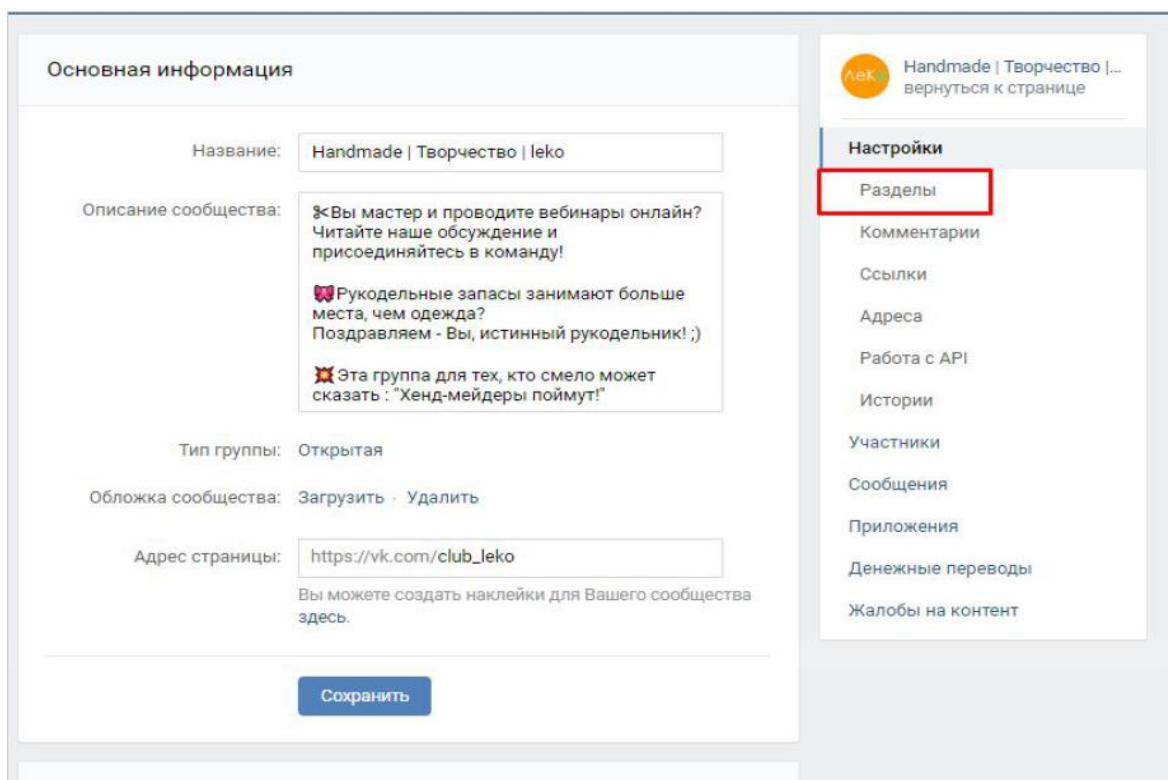 Основная информация
Название:
Handmade | Творчество | leko
Описание сообщества:
✂Вы мастер и проводите вебинары онлайн?
Читайте наше обсуждение и
присоединяйтесь в команду!
🎀Рукодельные запасы занимают больше
места, чем одежда?
Поздравляем - Вы, истинный рукодельник! ;)
💥Эта группа для тех, кто смело может
сказать : "Хенд-мейдеры поймут!"
Тип группы: Открытая
Обложка сообщества: Загрузить · Удалить
Адрес страницы: https://vk.com/club_leko
Вы можете создать наклейки для Вашего сообщества
здесь.
Сохранить
ЛеКо
Handmade | Творчество |...
вернуться к странице
Настройки
Разделы
Комментарии
Ссылки
Адреса
Работа с API
Истории
Участники
Сообщения
Приложения
Денежные переводы
Жалобы на контент